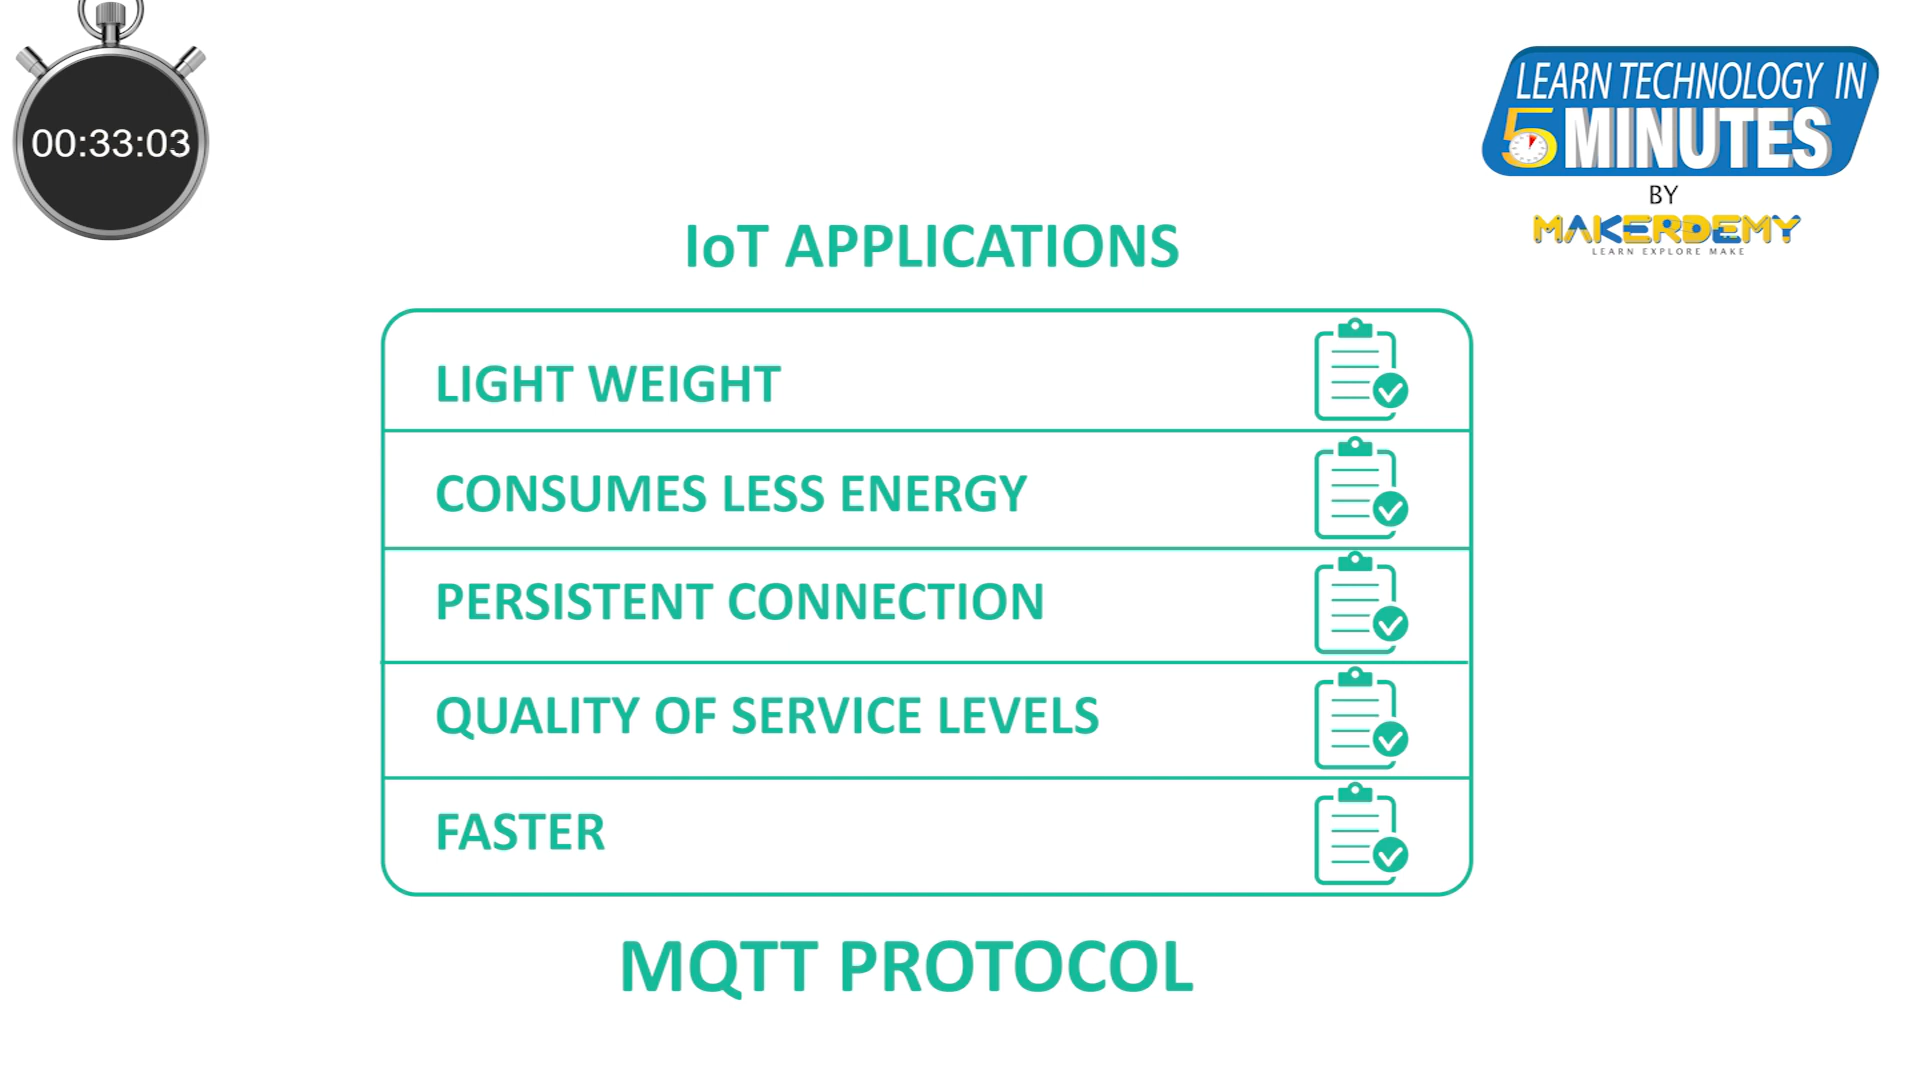 00:33:03
LEARN TECHNOLOGY IN
5 MINUTES
BY
MAKERDEMY
LEARN EXPLORE MAKE
IoT APPLICATIONS
LIGHT WEIGHT
CONSUMES LESS ENERGY
PERSISTENT CONNECTION
QUALITY OF SERVICE LEVELS
FASTER
MQTT PROTOCOL